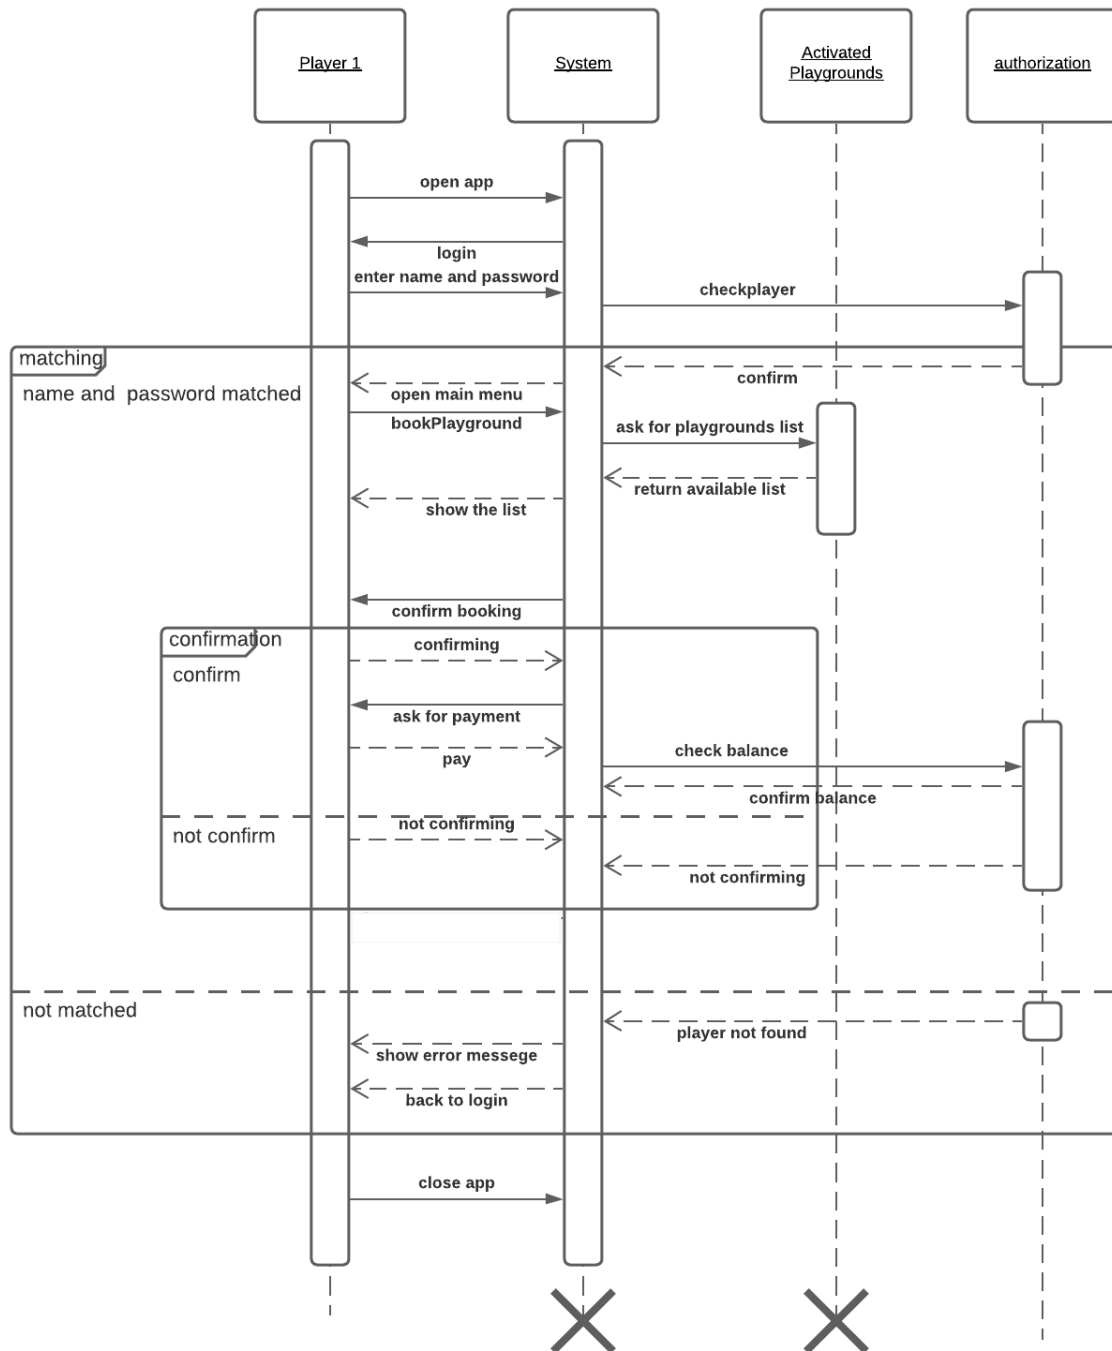 Player 1
System
Activated
Playgrounds
authorization
open app
login
enter name and password
checkplayer
matching
name and  password matched
confirm
open main menu
bookPlayground
ask for playgrounds list
return available list
show the list
confirm booking
confirmation
confirming
confirm
ask for payment
pay
check balance
confirm balance
not confirming
not confirm
not confirming
not matched
player not found
show error messege
back to login
close app